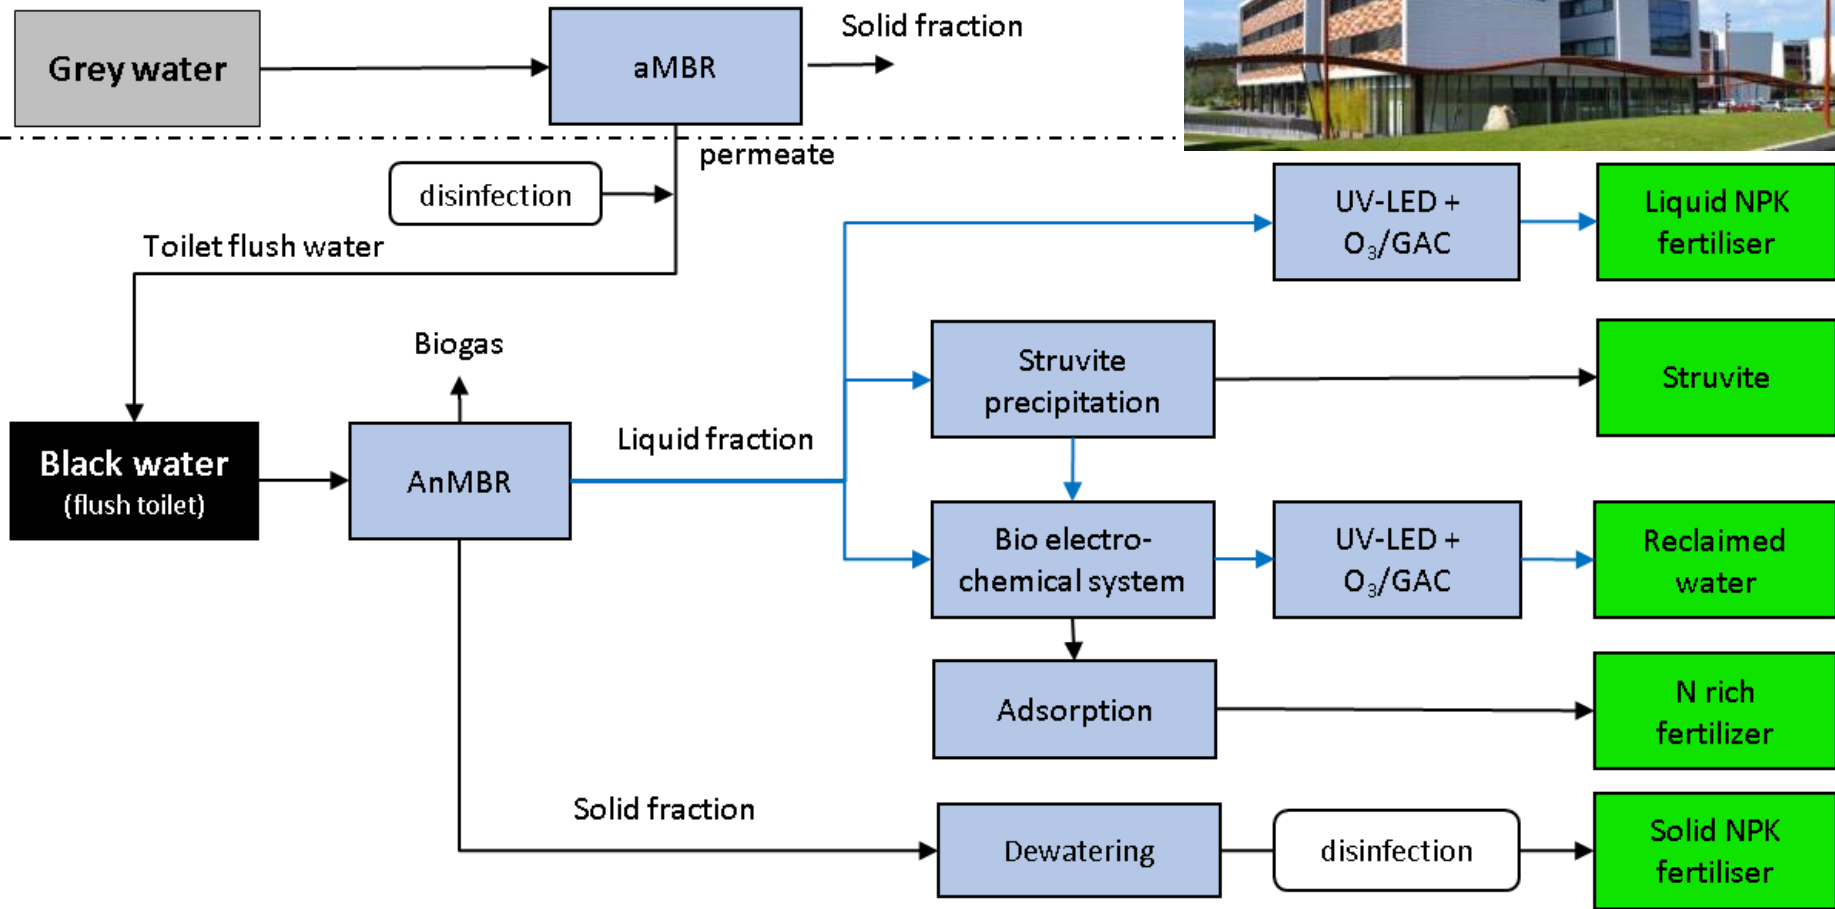 Grey water
aMBR
Solid fraction
permeate
disinfection
Toilet flush water
UV-LED +
O₃/GAC
Liquid NPK
fertiliser
Biogas
Struvite
precipitation
Struvite
Black water
(flush toilet)
AnMBR
Liquid fraction
Bio electro-
chemical system
UV-LED +
O₃/GAC
Reclaimed
water
Adsorption
N rich
fertilizer
Solid fraction
Dewatering
disinfection
Solid NPK
fertiliser